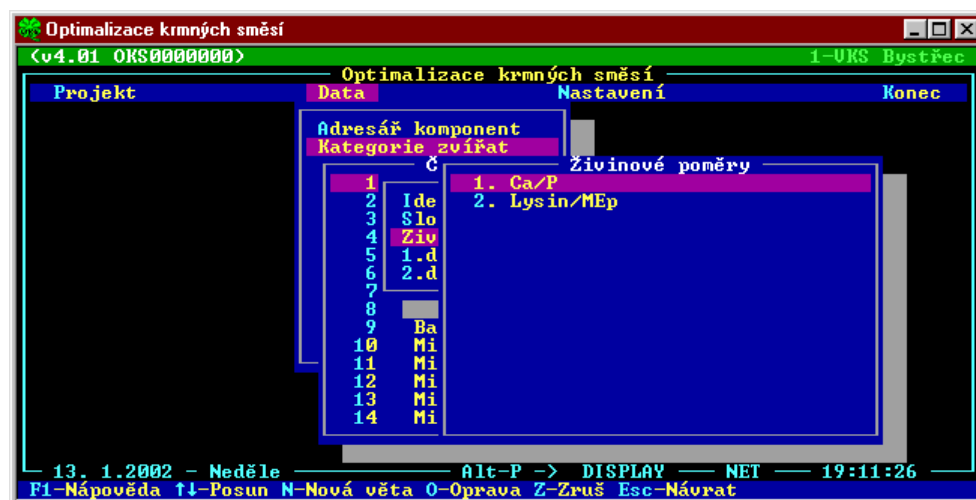 Optimalizace krmných směsí
(v4.01 OKS0000000) 1-VKS Bystřec
Optimalizace krmných směsí
Projekt Data Nastavení Konec
Adresář komponent
Kategorie zvířat
Č Živinové poměry
1 1. Ca/P
2 Ide 2. Lysin/MEp
3 Slo
4 Živ
5 1.d
6 2.d
7
8
9 Ba
10 Mi
11 Mi
12 Mi
13 Mi
14 Mi
13. 1.2002 - Neděle Alt-P -> DISPLAY NET 19:11:26
F1-Nápověda ↑↓-Posun N-Nová věta O-Oprava Z-Zruš Esc-Návrat